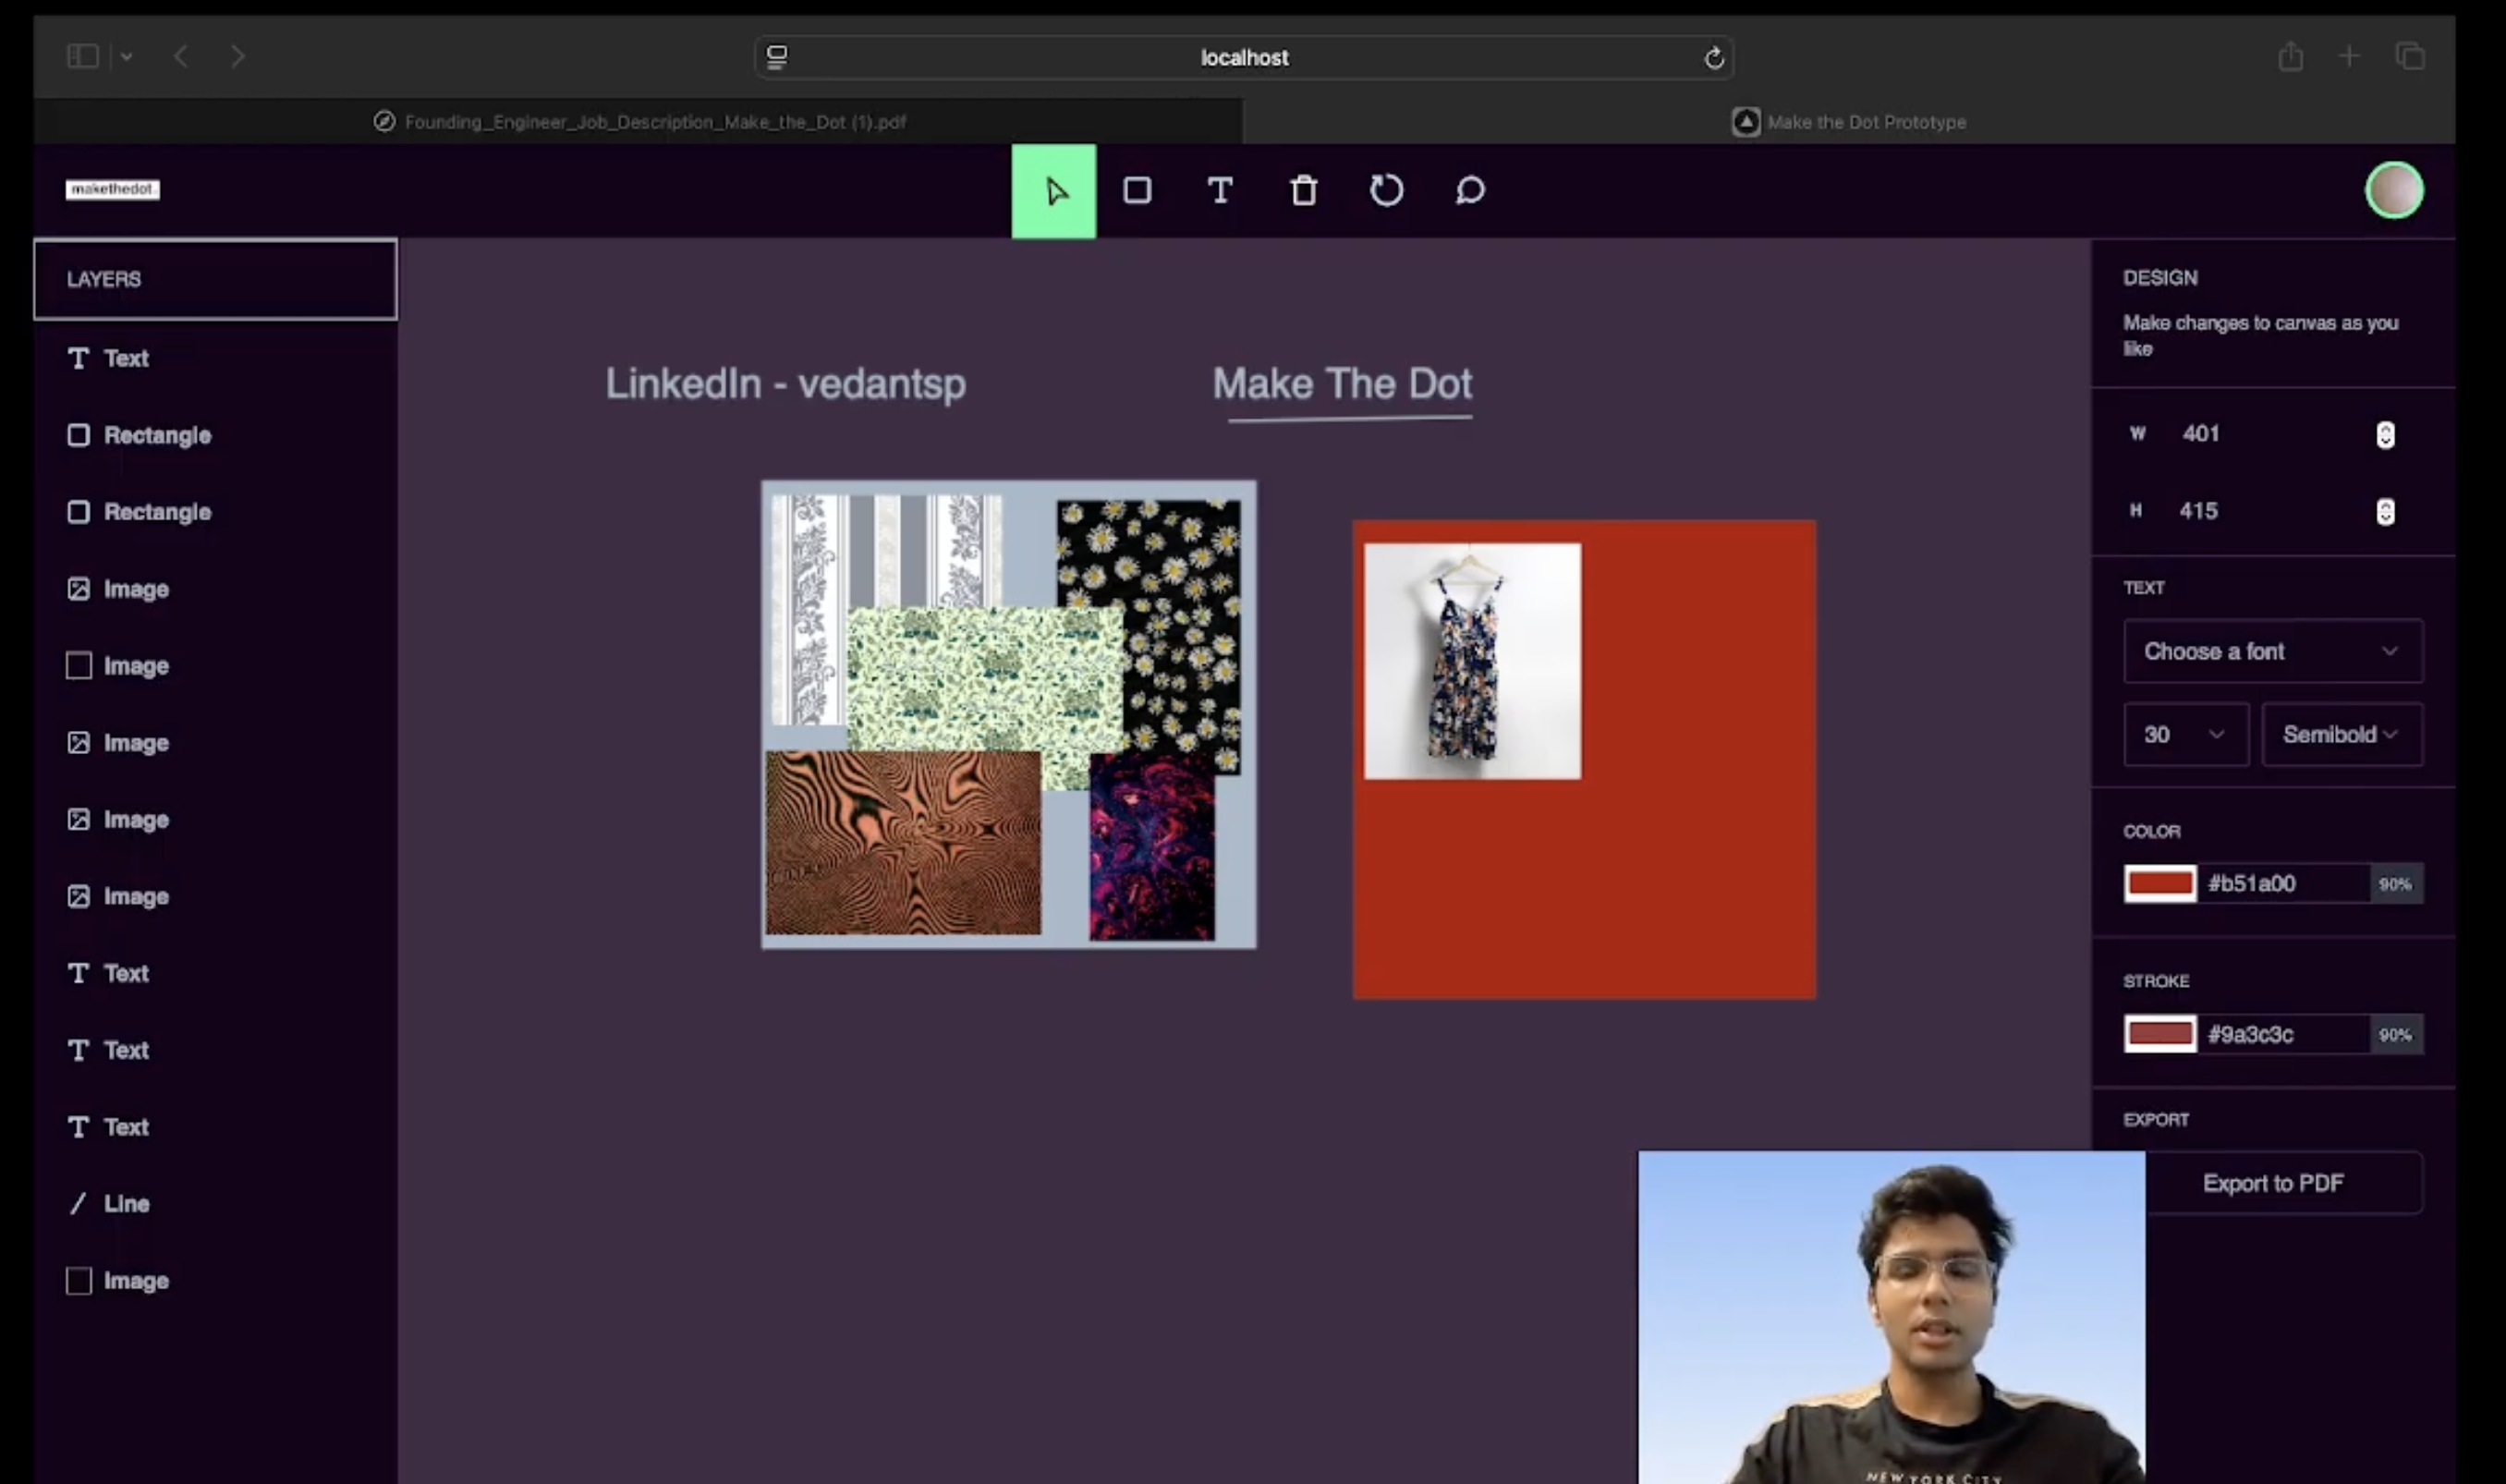 localhost
Founding_Engineer_Job_Description_Make_the_Dot (1).pdf
Make the Dot Prototype
makethedot
LAYERS
Text
Rectangle
Rectangle
Image
Image
Image
Image
Image
Text
Text
Text
Line
Image
LinkedIn - vedantsp
Make The Dot
DESIGN
Make changes to canvas as you
like
W 401
H 415
TEXT
Choose a font
30 Semibold
COLOR
#b51a00 90%
STROKE
#9a3c3c 90%
EXPORT
Export to PDF
NEW YORK CITY